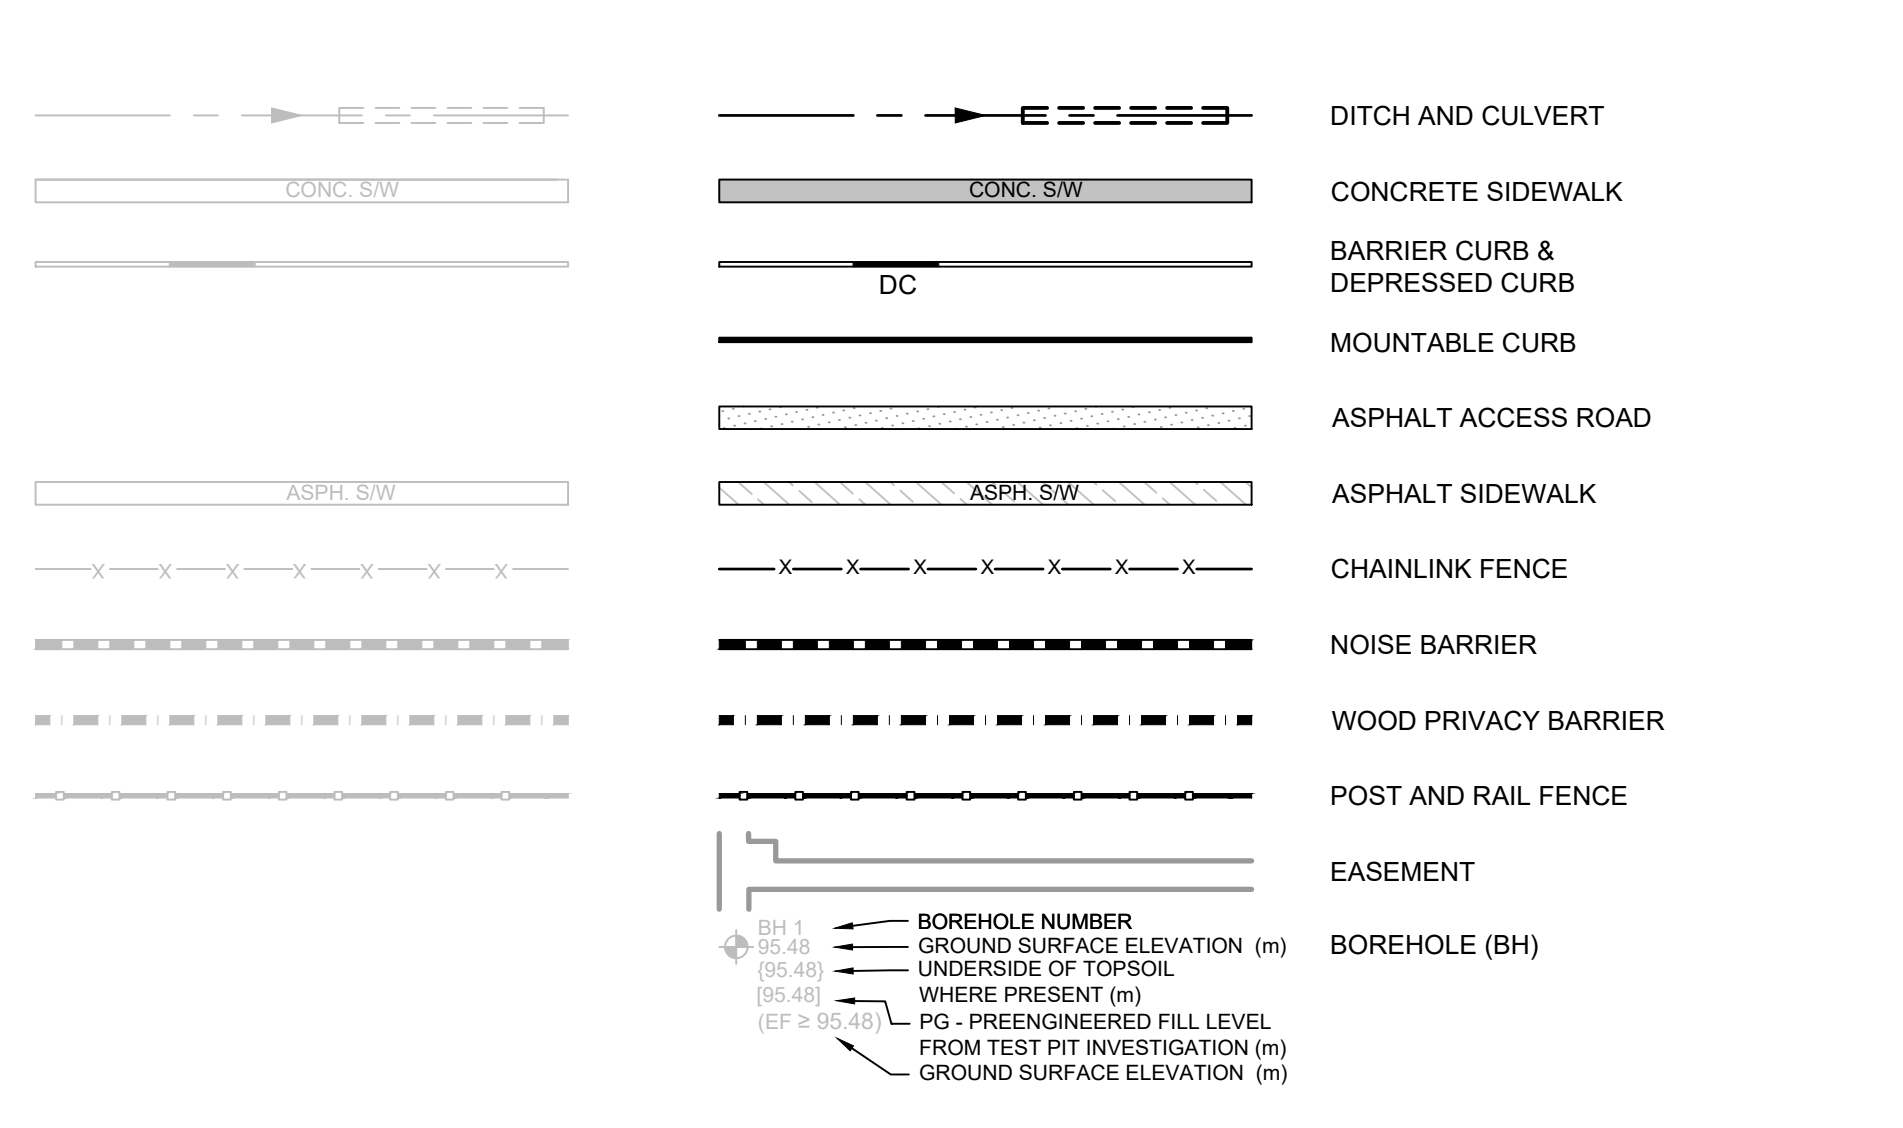 DITCH AND CULVERT
CONC. S/W
CONC. S/W
CONCRETE SIDEWALK
BARRIER CURB &
DEPRESSED CURB
DC
MOUNTABLE CURB
ASPHALT ACCESS ROAD
ASPH. S/W
ASPH. S/W
ASPHALT SIDEWALK
X X X X X X X
X X X X X X X
CHAINLINK FENCE
NOISE BARRIER
WOOD PRIVACY BARRIER
POST AND RAIL FENCE
EASEMENT
BH 1
95.48
{95.48}
[95.48]
(EF ≥ 95.48)
BOREHOLE NUMBER
GROUND SURFACE ELEVATION (m)
UNDERSIDE OF TOPSOIL
WHERE PRESENT (m)
PG - PREENGINEERED FILL LEVEL
FROM TEST PIT INVESTIGATION (m)
GROUND SURFACE ELEVATION (m)
BOREHOLE (BH)